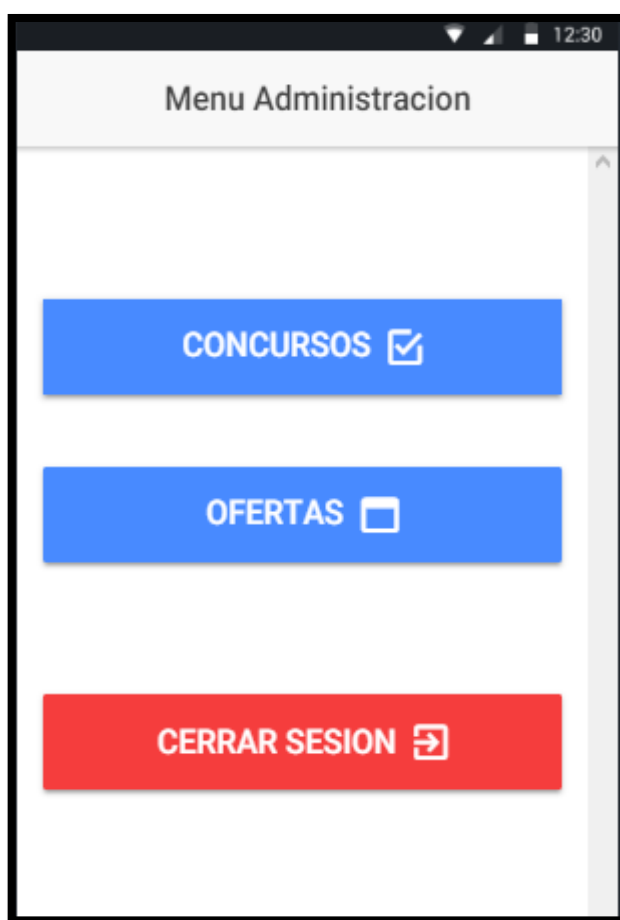 12:30
Menu Administracion
CONCURSOS
OFERTAS
CERRAR SESION